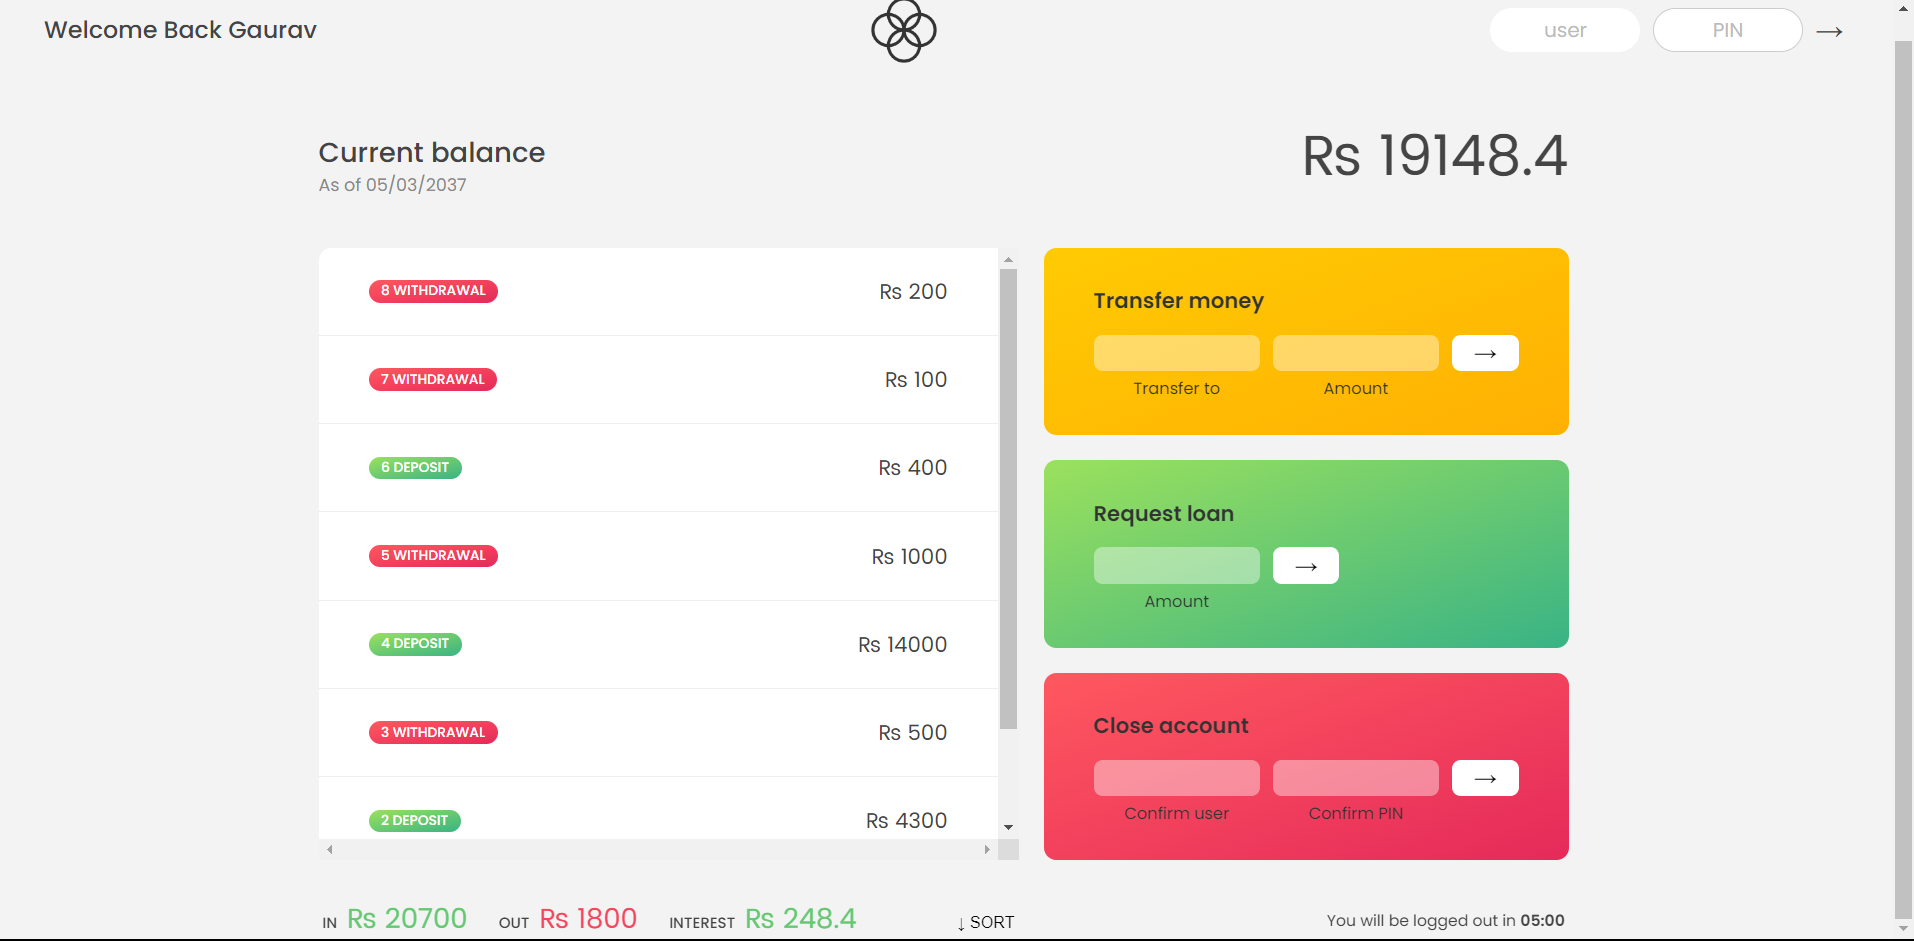 Welcome Back Gaurav
user
PIN
→
Current balance
As of 05/03/2037
Rs 19148.4
8 WITHDRAWAL Rs 200
7 WITHDRAWAL Rs 100
6 DEPOSIT Rs 400
5 WITHDRAWAL Rs 1000
4 DEPOSIT Rs 14000
3 WITHDRAWAL Rs 500
2 DEPOSIT Rs 4300
Transfer money
→
Transfer to Amount
Request loan
→
Amount
Close account
→
Confirm user Confirm PIN
IN Rs 20700 OUT Rs 1800 INTEREST Rs 248.4 ↓ SORT
You will be logged out in 05:00